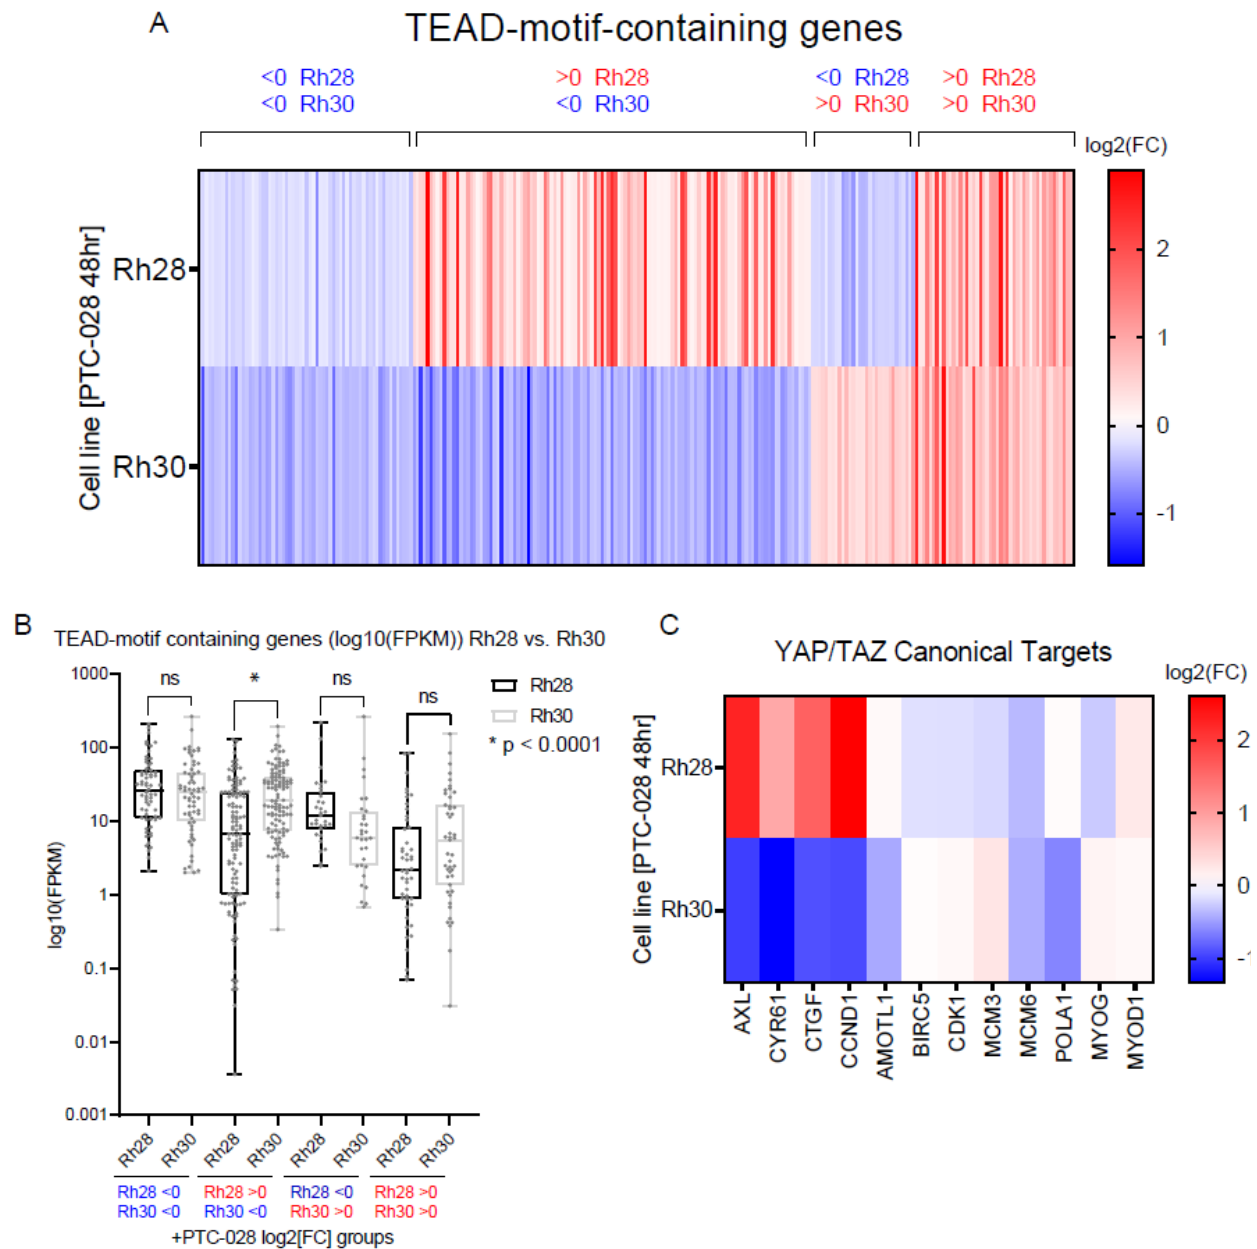 A
TEAD-motif-containing genes
<0 Rh28 >0 Rh28 <0 Rh28 >0 Rh28
<0 Rh30 <0 Rh30 >0 Rh30 >0 Rh30
log2(FC)
Cell line [PTC-028 48hr]
Rh28
Rh30
2
1
0
-1
B
TEAD-motif containing genes (log10(FPKM)) Rh28 vs. Rh30
log10(FPKM)
1000
100
10
1
0.1
0.01
0.001
ns * ns ns
Rh28
Rh30
* p < 0.0001
Rh28 Rh30 Rh28 Rh30 Rh28 Rh30 Rh28 Rh30
Rh28 <0 Rh28 >0 Rh28 <0 Rh28 >0
Rh30 <0 Rh30 <0 Rh30 >0 Rh30 >0
+PTC-028 log2[FC] groups
C
YAP/TAZ Canonical Targets
log2(FC)
Cell line [PTC-028 48hr]
Rh28
Rh30
2
1
0
-1
AXL CYR61 CTGF CCND1 AMOTL1 BIRC5 CDK1 MCM3 MCM6 POLA1 MYOG MYOD1